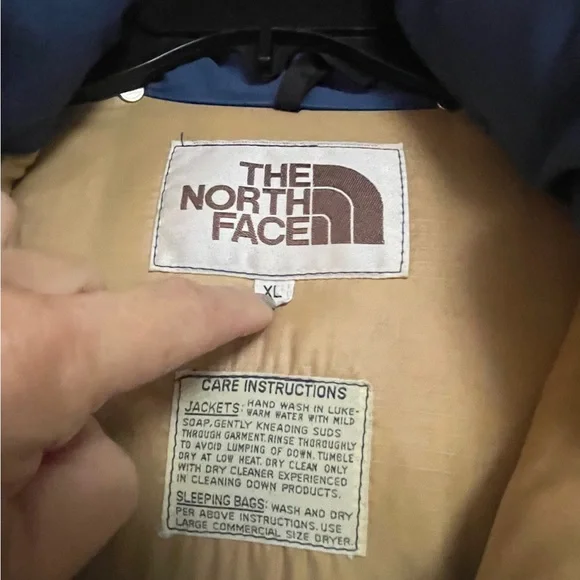 THE
NORTH
FACE
XL
CARE INSTRUCTIONS
JACKETS: HAND WASH IN LUKE-
WARM WATER WITH MILD
SOAP, GENTLY KNEADING SUDS
THROUGH GARMENT. RINSE THOROUGHLY
TO AVOID LUMPING OF DOWN. TUMBLE
DRY AT LOW HEAT. DRY CLEAN ONLY
WITH DRY CLEANER EXPERIENCED
IN CLEANING DOWN PRODUCTS.
SLEEPING BAGS: WASH AND DRY
PER ABOVE INSTRUCTIONS. USE
LARGE COMMERCIAL SIZE DRYER.